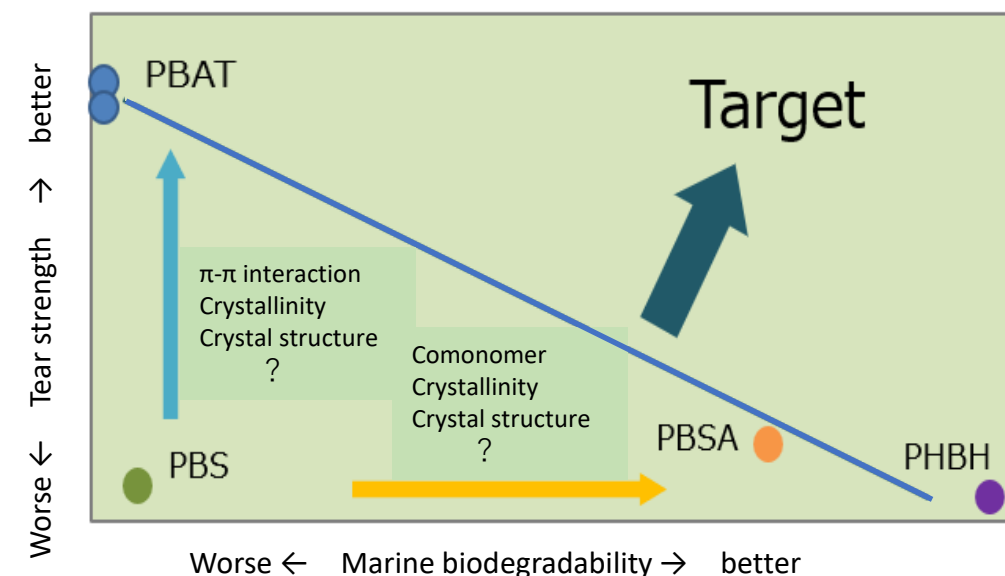 PBAT
Target
π-π interaction
Crystallinity
Crystal structure
？
Comonomer
Crystallinity
Crystal structure
？
PBS
PBSA
PHBH
Worse ← Tear strength → better
Worse ← Marine biodegradability → better